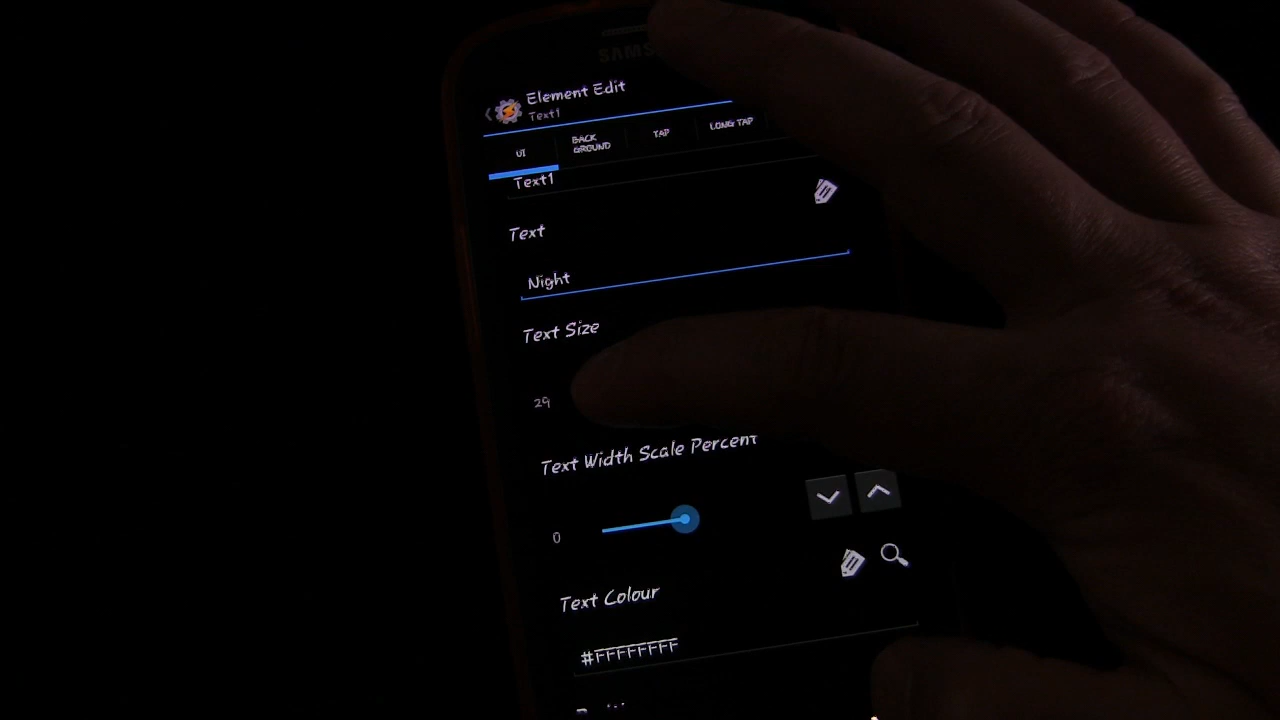 SAMS
Element Edit
Text1
UI
BACK
GROUND
TAP
LONG TAP
Text1
Text
Night
Text Size
29
Text Width Scale Percent
0
Text Colour
#FFFFFFFF